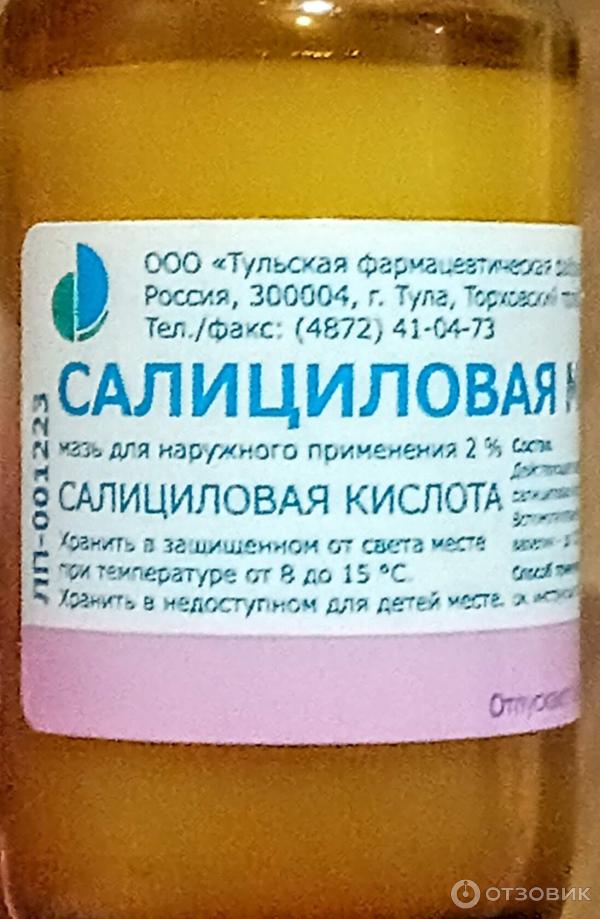 ООО «Тульская фармацевтическая
Россия, 300004, г. Тула, Торховский
Тел./факс: (4872) 41-04-73
САЛИЦИЛОВАЯ М
мазь для наружного применения 2 %
САЛИЦИЛОВАЯ КИСЛОТА
Хранить в защищенном от света месте
при температуре от 8 до 15 °С.
Хранить в недоступном для детей месте.
Состав
ЛП-001223
ОТЗОВИК